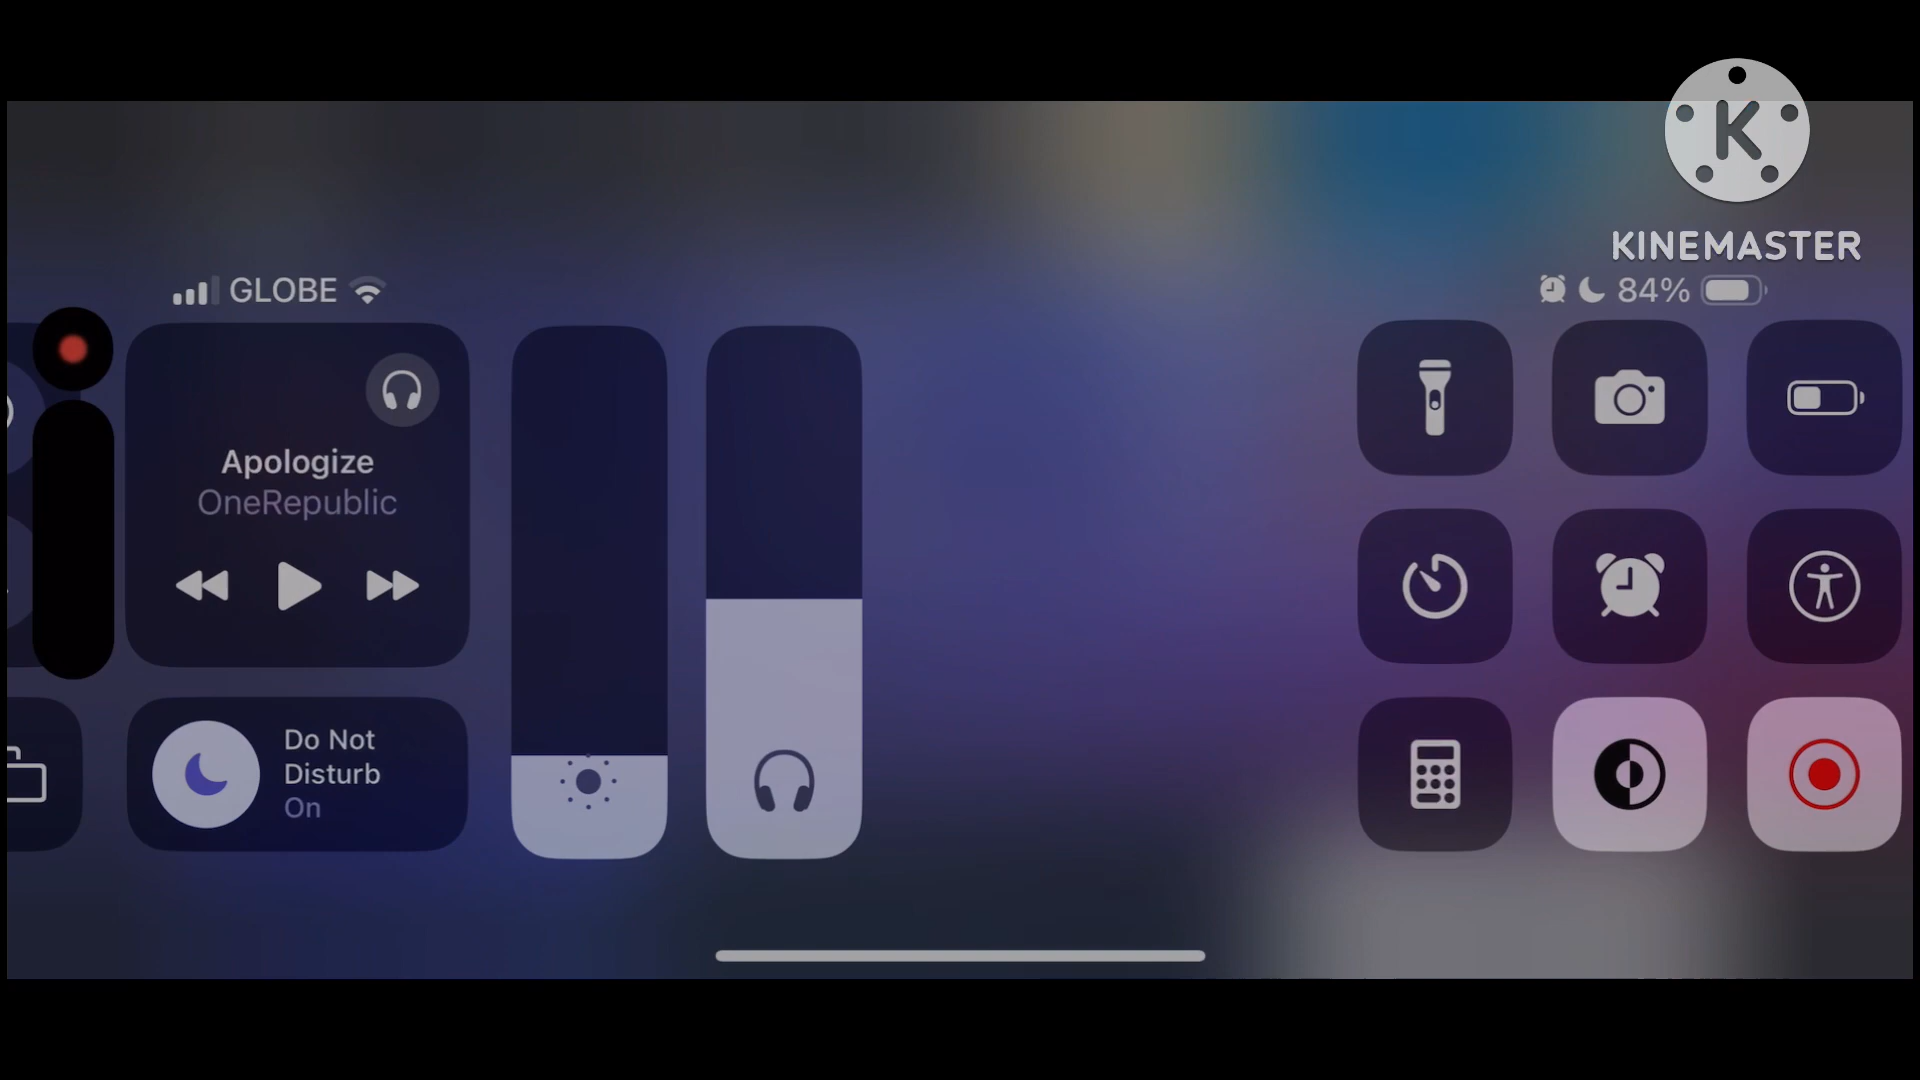 KINEMASTER
GLOBE
84%
Apologize
OneRepublic
Do Not
Disturb
On